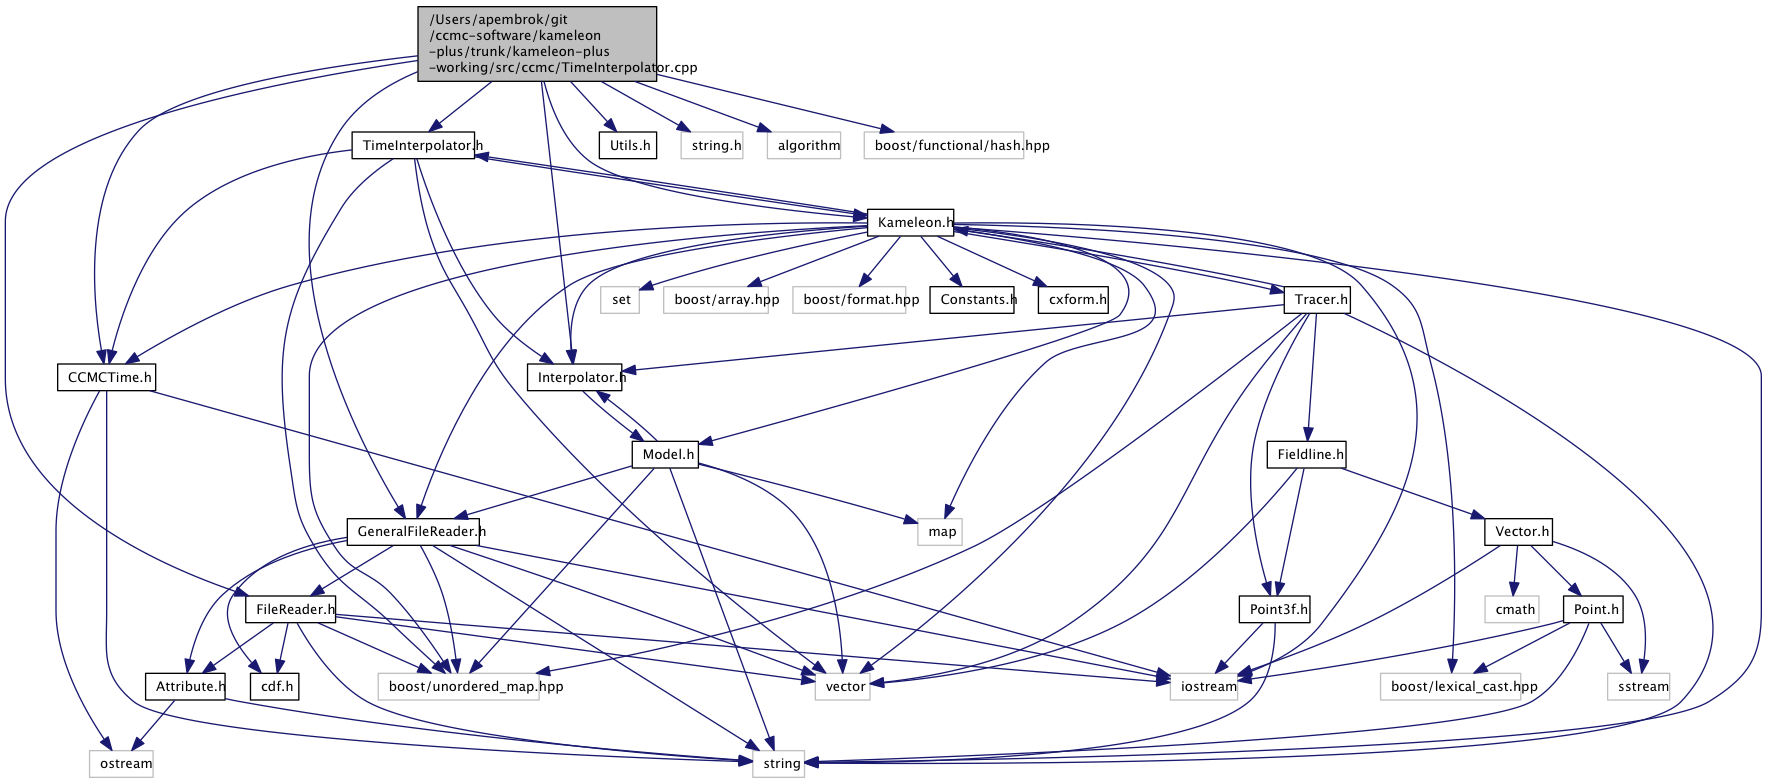 /Users/apembrok/git
/ccmc-software/kameleon
-plus/trunk/kameleon-plus
-working/src/ccmc/TimeInterpolator.cpp
TimeInterpolator.h
Utils.h
string.h
algorithm
boost/functional/hash.hpp
Kameleon.h
set
boost/array.hpp
boost/format.hpp
Constants.h
cxform.h
Tracer.h
CCMCTime.h
Interpolator.h
Model.h
Fieldline.h
GeneralFileReader.h
map
Vector.h
FileReader.h
Point3f.h
cmath
Point.h
Attribute.h
cdf.h
boost/unordered_map.hpp
vector
iostream
boost/lexical_cast.hpp
sstream
ostream
string